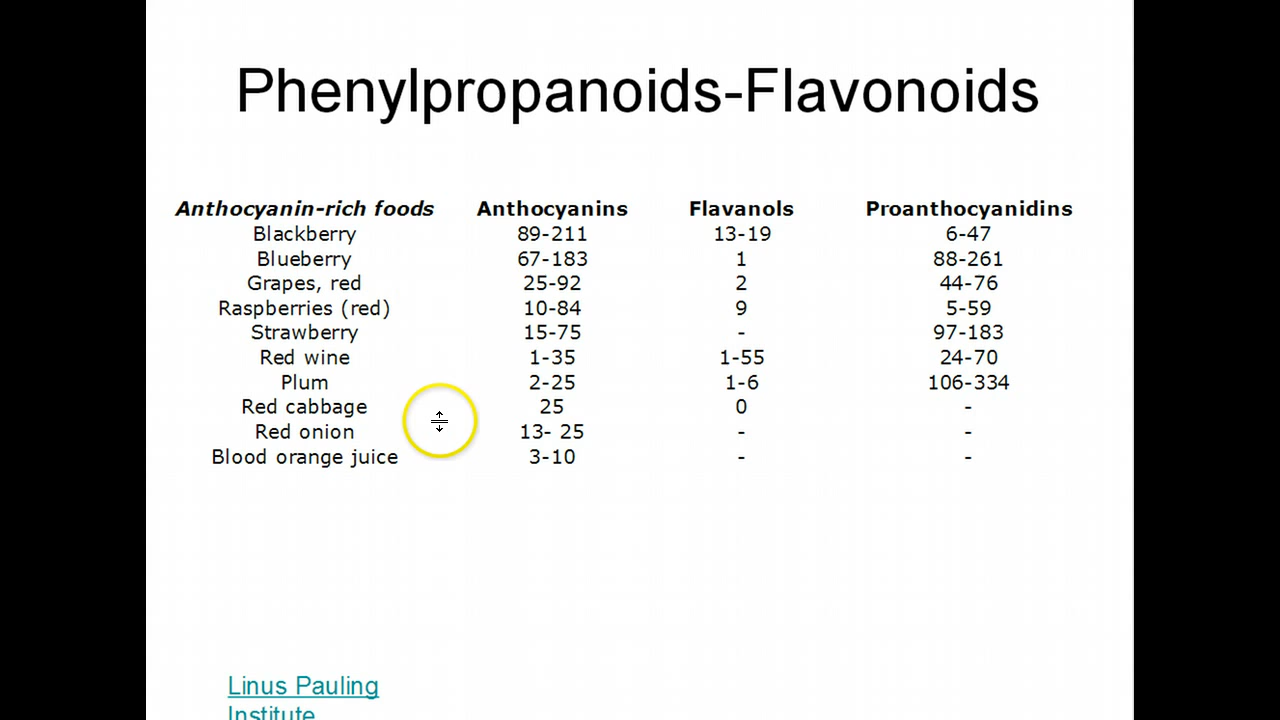 Phenylpropanoids-Flavonoids
Anthocyanin-rich foods Anthocyanins Flavanols Proanthocyanidins
Blackberry 89-211 13-19 6-47
Blueberry 67-183 1 88-261
Grapes, red 25-92 2 44-76
Raspberries (red) 10-84 9 5-59
Strawberry 15-75 - 97-183
Red wine 1-35 1-55 24-70
Plum 2-25 1-6 106-334
Red cabbage 25 0 -
Red onion 13- 25 - -
Blood orange juice 3-10 - -
Linus Pauling
Institute